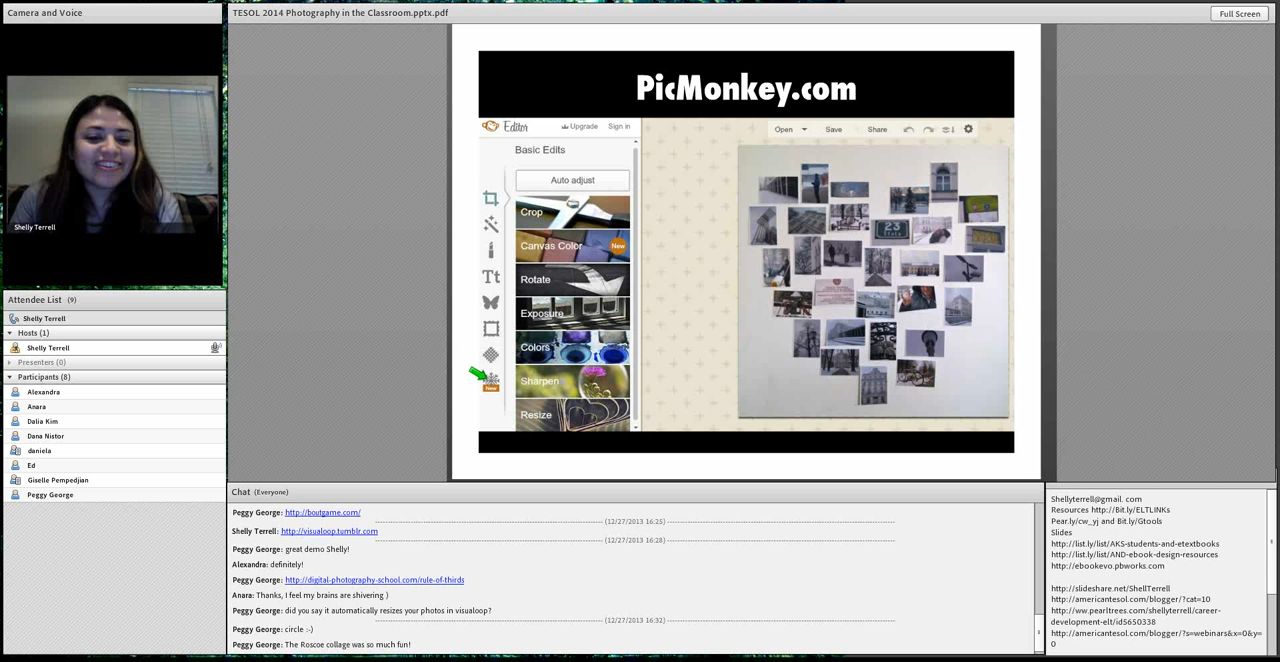 Camera and Voice
Shelly Terrell
Attendee List (9)
Shelly Terrell
Hosts (1)
Shelly Terrell
Presenters (0)
Participants (8)
Alexandra
Anara
Dalia Kim
Dana Nistor
daniela
Ed
Giselle Pempedjian
Peggy George
TESOL 2014 Photography in the Classroom.pptx.pdf
Full Screen
PicMonkey.com
Editor
Upgrade Sign in
Open Save Share
Basic Edits
Auto adjust
Crop
Canvas Color New
Rotate
Exposure
Colors
Sharpen
Resize
Tt
New
23
Chat (Everyone)
Peggy George: http://boutgame.com/
(12/27/2013 16:25)
Shelly Terrell: http://visualoop.tumblr.com
(12/27/2013 16:28)
Peggy George: great demo Shelly!
Alexandra: definitely!
Peggy George: http://digital-photography-school.com/rule-of-thirds
Anara: Thanks, I feel my brains are shivering )
Peggy George: did you say it automatically resizes your photos in visualoop?
(12/27/2013 16:32)
Peggy George: circle :-)
Peggy George: The Roscoe collage was so much fun!
Shellyterrell@gmail. com
Resources http://Bit.ly/ELTLINKs
Pear.ly/cw_yj and Bit.ly/Gtools
Slides
http://list.ly/list/AKS-students-and-etextbooks
http://list.ly/list/AND-ebook-design-resources
http://ebookevo.pbworks.com
http://slideshare.net/ShellTerrell
http://americantesol.com/blogger/?cat=10
http://ww.pearltrees.com/shellyterrell/career-
development-elt/id5650338
http://americantesol.com/blogger/?s=webinars&x=0&y=
0